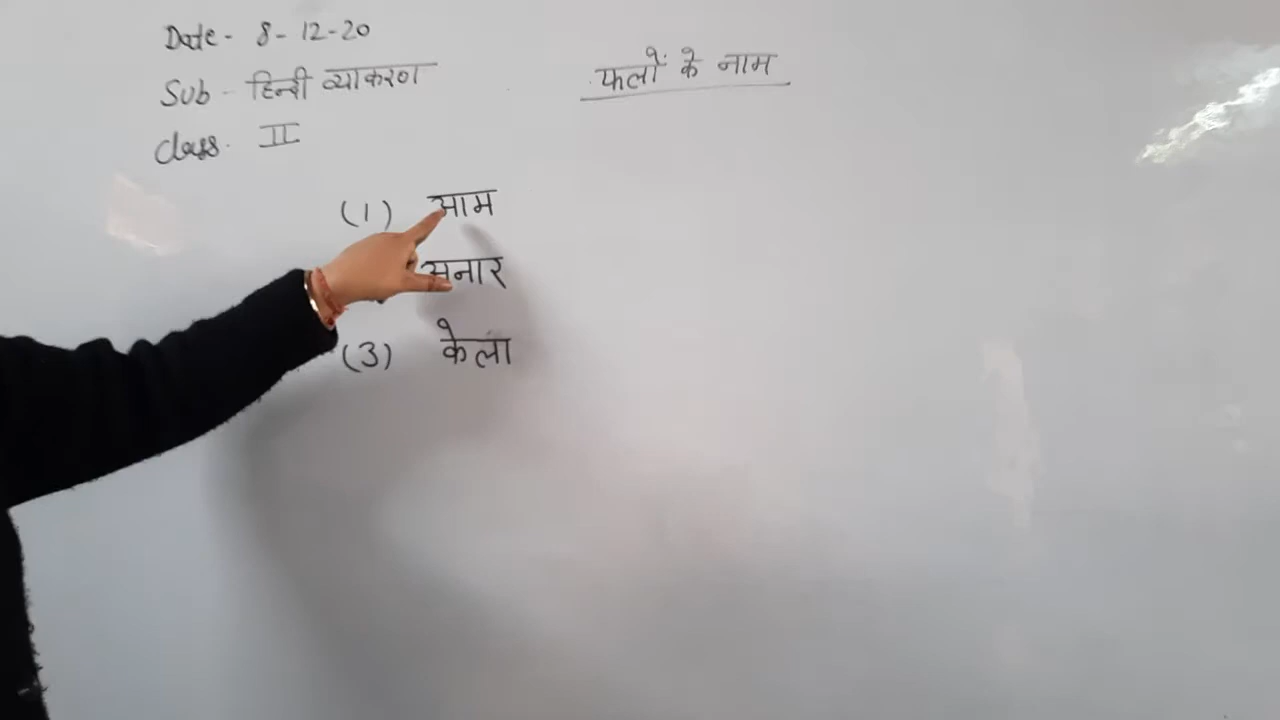 Date - 8-12-20
Sub - हिन्दी व्याकरण
Class. II
फलों के नाम
(1) आम
अनार
(3) केला